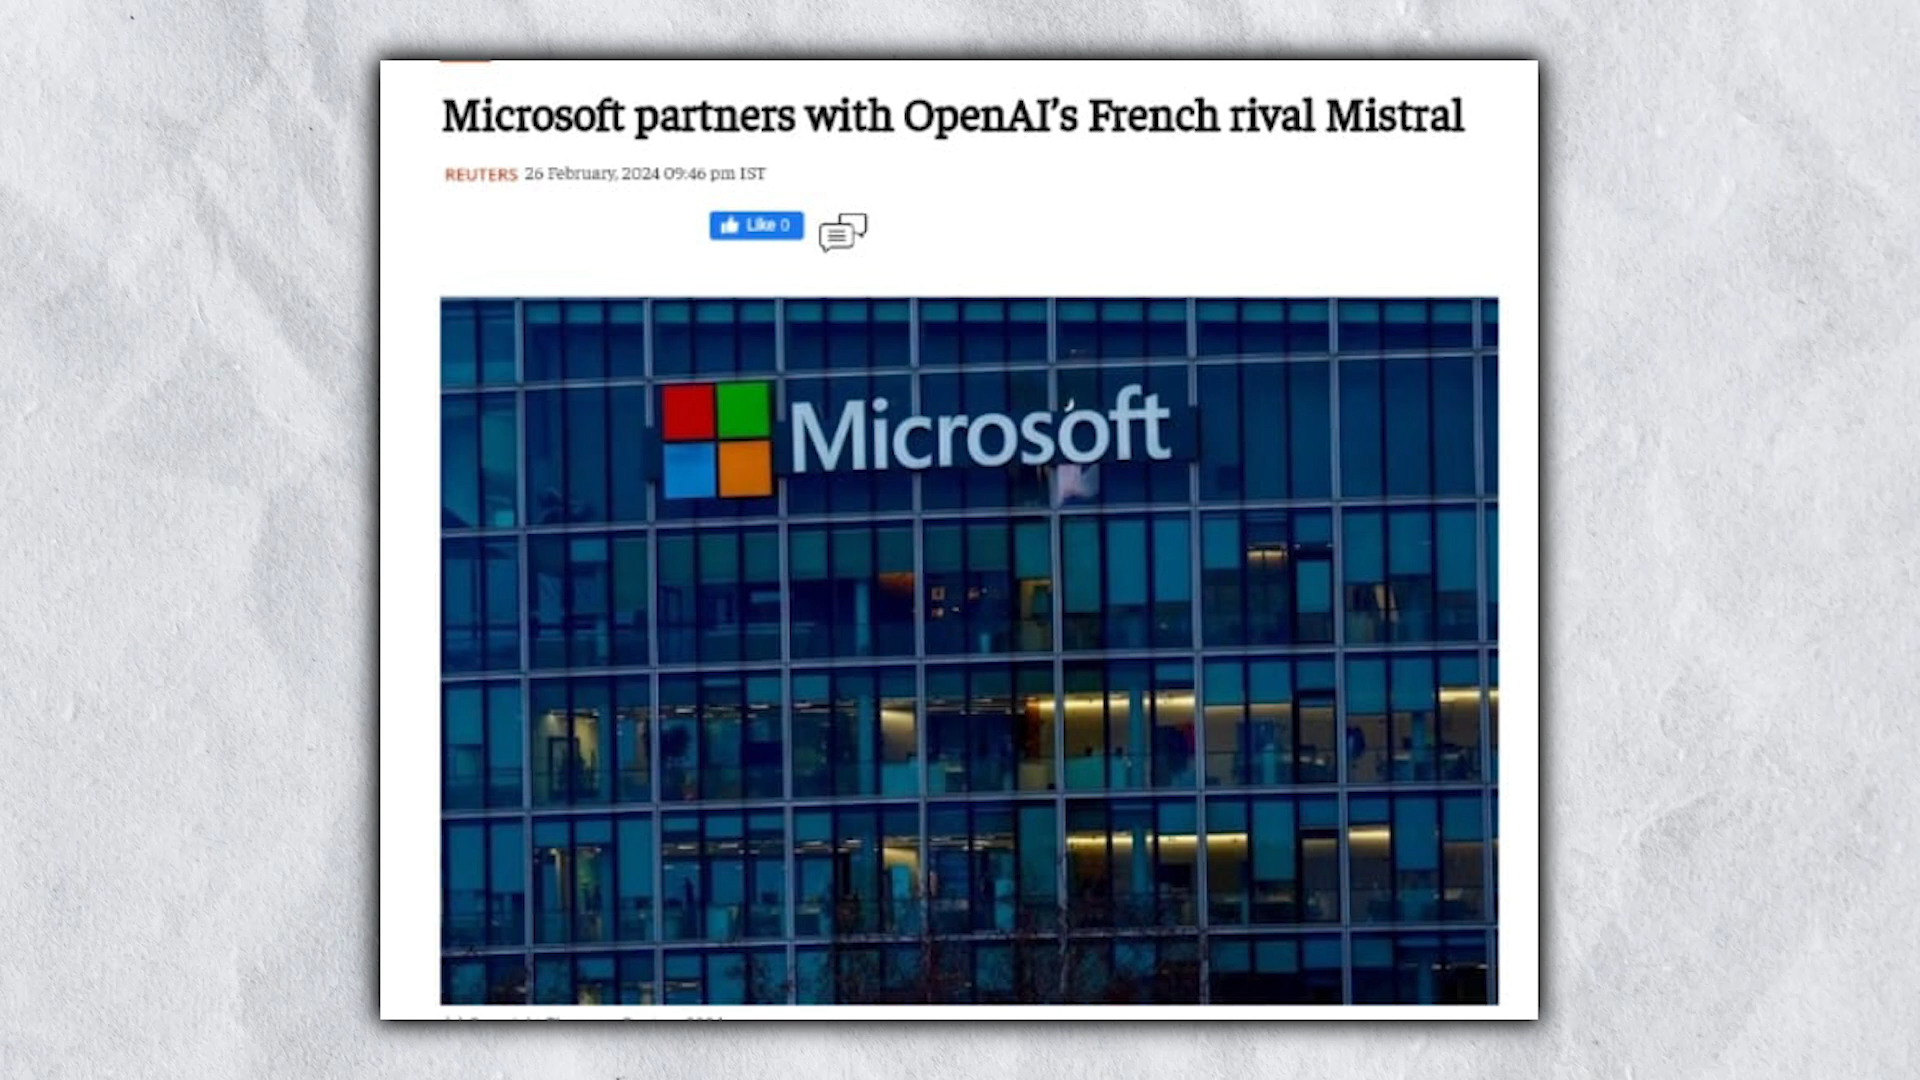 Microsoft partners with OpenAI's French rival Mistral
REUTERS 26 February, 2024 09:46 pm IST
Like 0
Microsoft